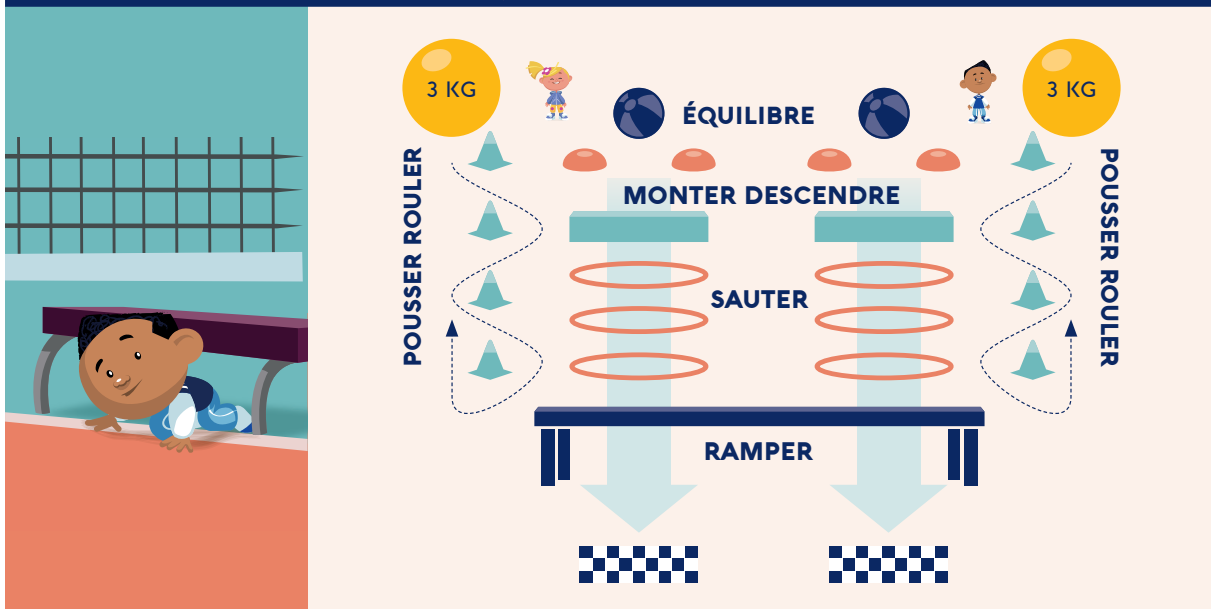 3 KG
3 KG
ÉQUILIBRE
POUSSER ROULER
POUSSER ROULER
MONTER DESCENDRE
SAUTER
RAMPER